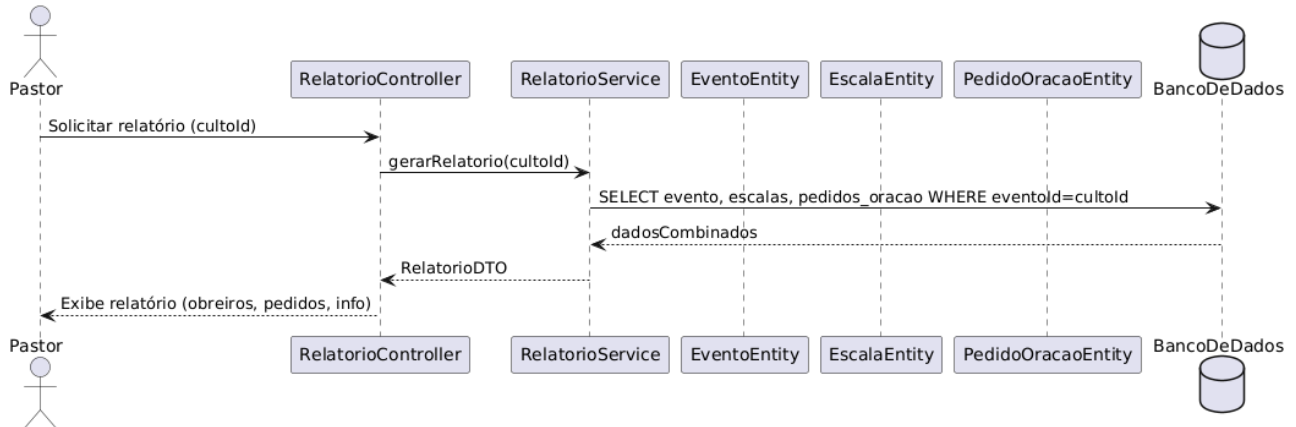 Pastor
RelatorioController
RelatorioService
EventoEntity
EscalaEntity
PedidoOracaoEntity
BancoDeDados
Solicitar relatório (cultoId)
gerarRelatorio(cultoId)
SELECT evento, escalas, pedidos_oracao WHERE eventoId=cultoId
dadosCombinados
RelatorioDTO
Exibe relatório (obreiros, pedidos, info)
Pastor
RelatorioController
RelatorioService
EventoEntity
EscalaEntity
PedidoOracaoEntity
BancoDeDados